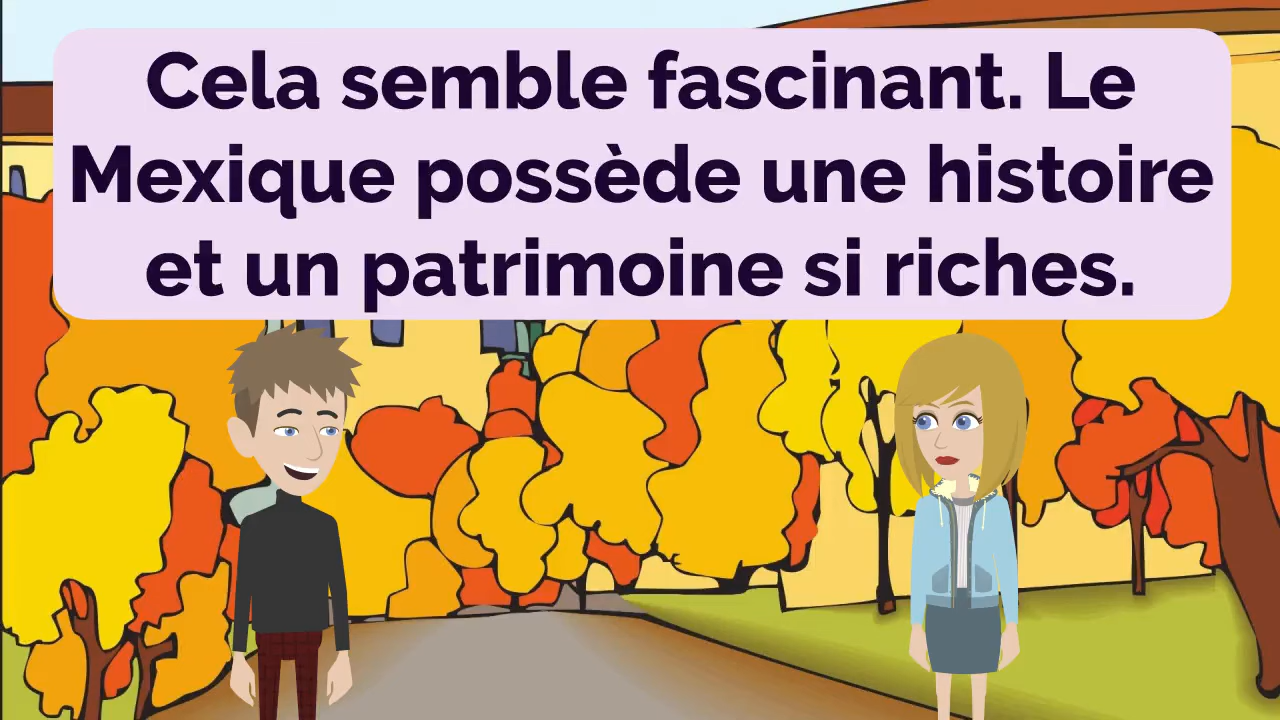 Cela semble fascinant. Le
Mexique possède une histoire
et un patrimoine si riches.